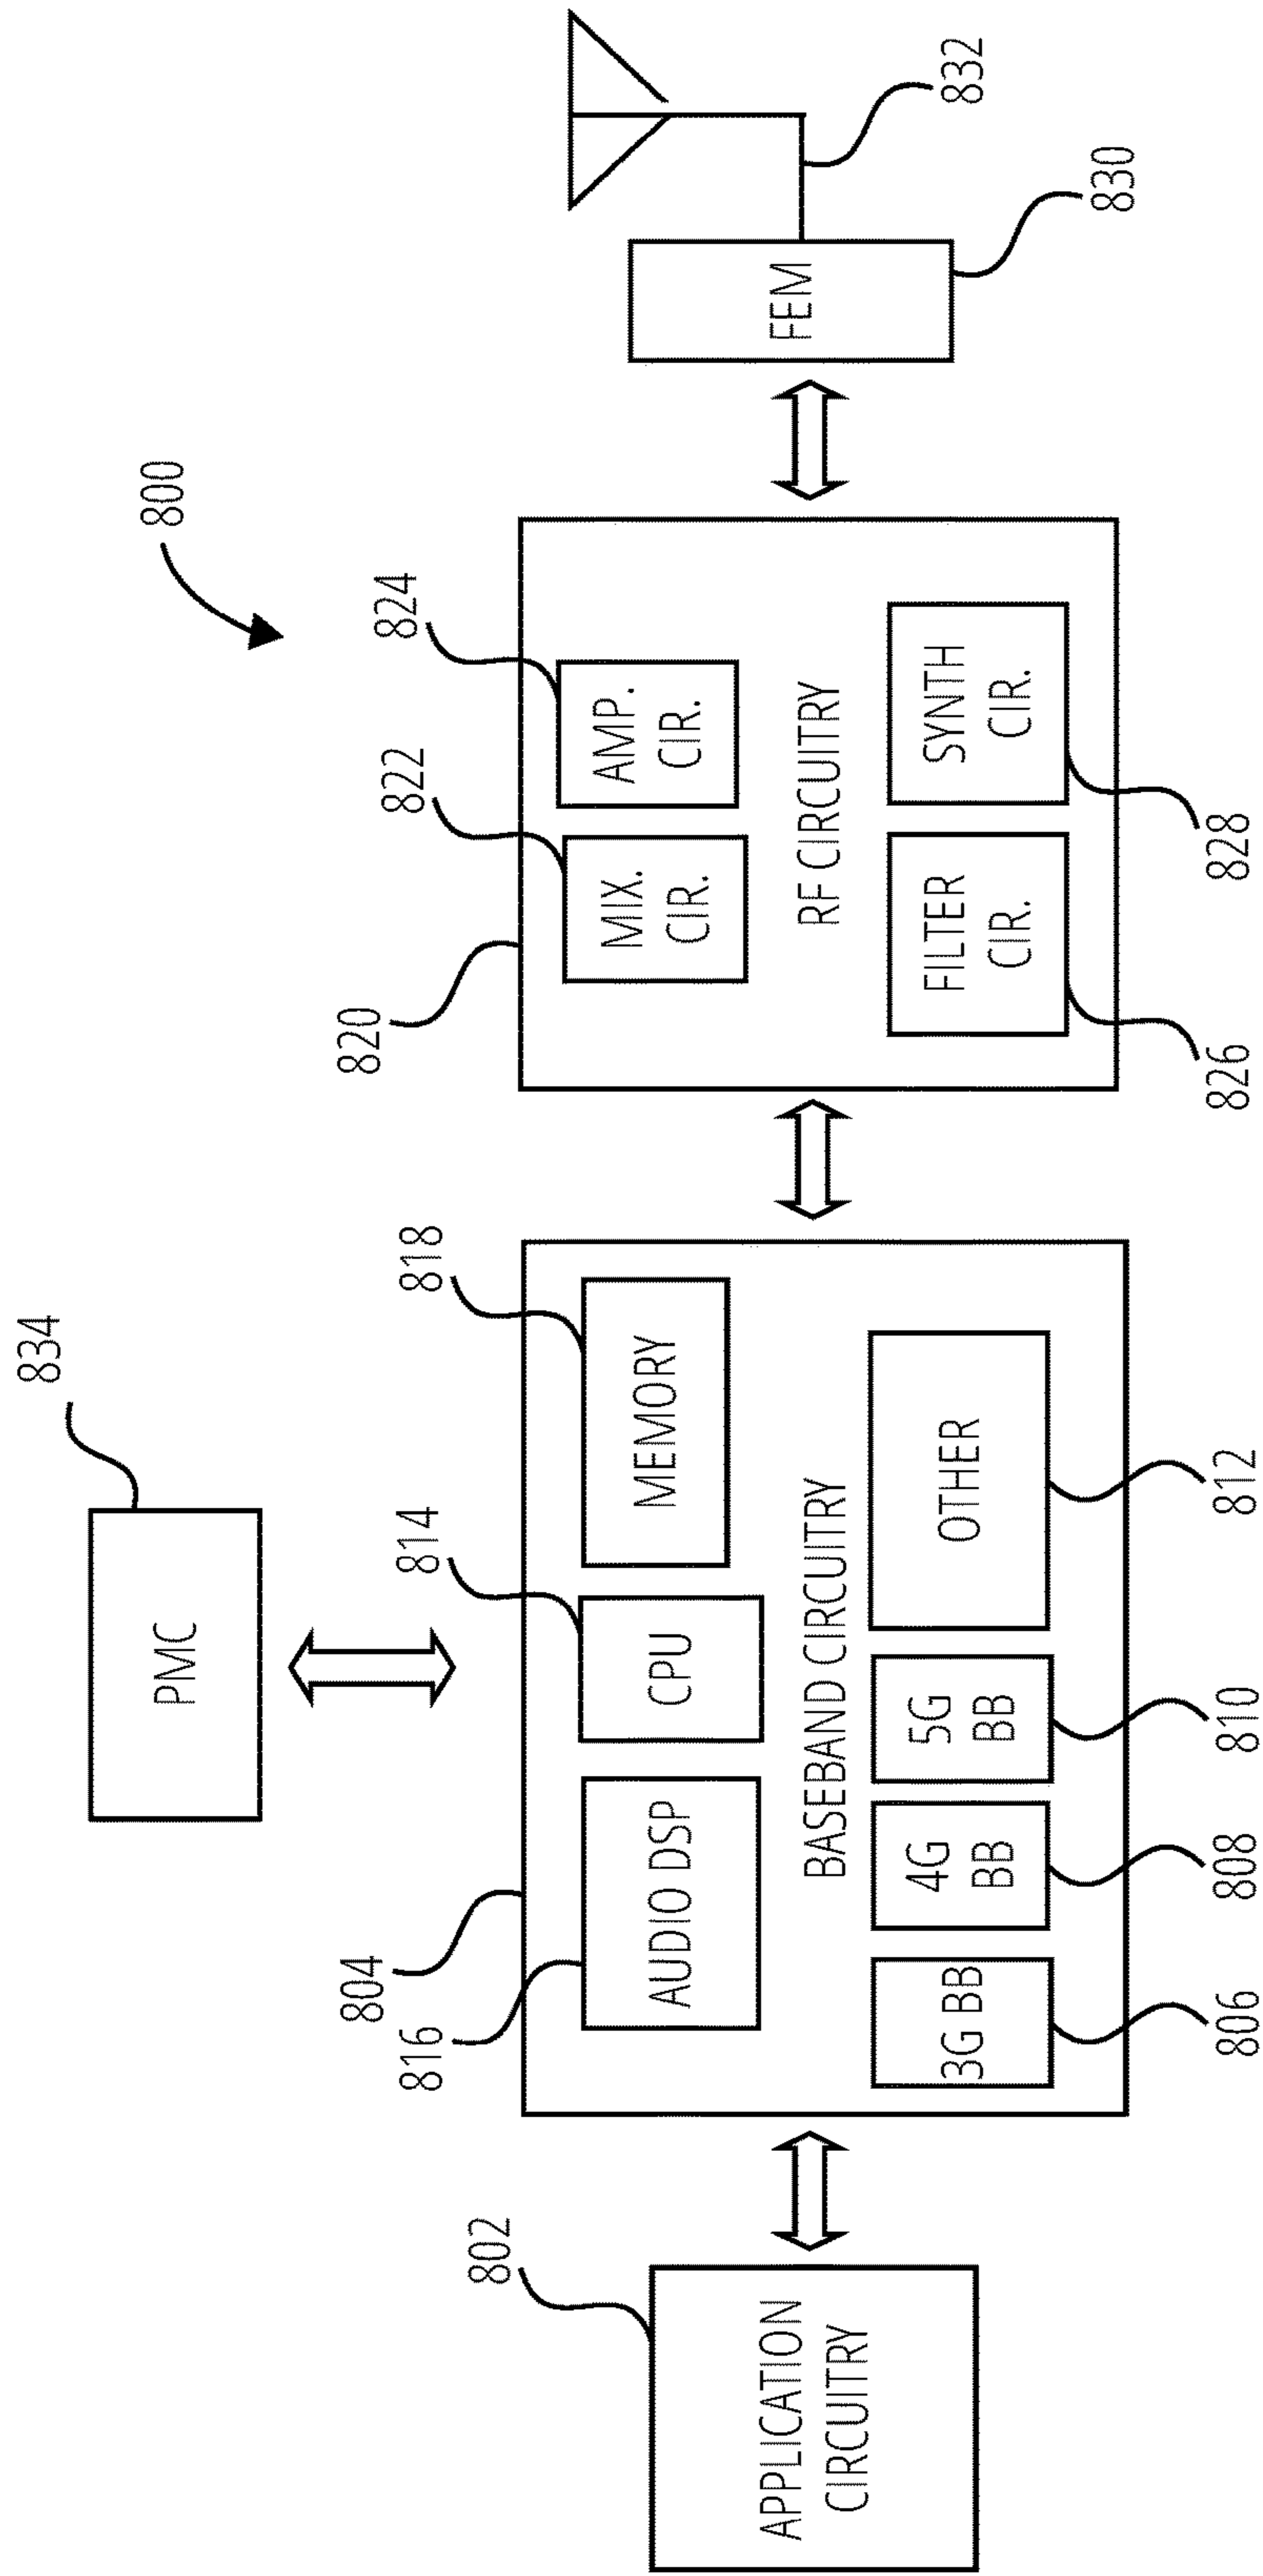 800
834
PMC
802
APPLICATION
CIRCUITRY
804
816
AUDIO DSP
814
CPU
818
MEMORY
BASEBAND CIRCUITRY
3G BB
806
4G
BB
808
5G
BB
810
OTHER
812
820
822
MIX.
CIR.
824
AMP.
CIR.
RF CIRCUITRY
FILTER
CIR.
826
SYNTH
CIR.
828
FEM
830
832